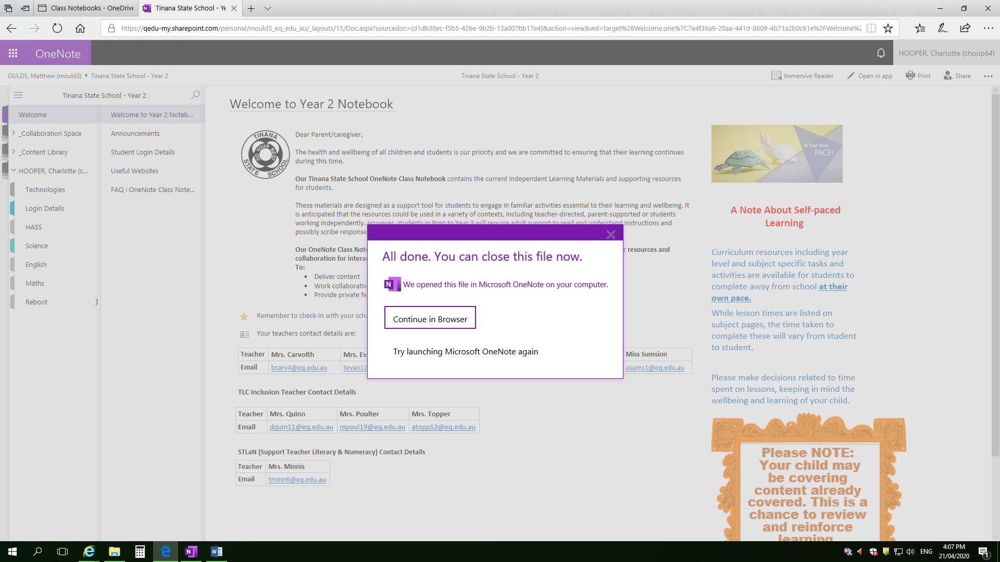 Class Notebooks - OneDrive
Tinana State School - Ye
https://qedu-my.sharepoint.com/personal/mould3_eq_edu_au/_layouts/15/Doc.aspx?sourcedoc={d1db30ec-f5b5-426e-9b2b-13a007bb17e4}&action=view&wd=target%28Welcome.one%7C7e4f36a9-20aa-441d-8609-4b71a2b0c61e%2FWelcome%2
OneNote
HOOPER, Charlotte (choop64)
OULDS, Matthew (mould3) Tinana State School - Year 2
Tinana State School - Year 2
Immersive Reader Open in app Print Share
Tinana State School - Year 2
Welcome
_Collaboration Space
_Content Library
HOOPER, Charlotte (c...
Technologies
Login Details
HASS
Science
English
Maths
Reboot
Welcome to Year 2 Noteb...
Announcements
Student Login Details
Useful Websites
FAQ : OneNote Class Note...
Welcome to Year 2 Notebook
TINANA
STATE SCHOOL
DO YOUR BEST
Dear Parent/caregiver,
The health and wellbeing of all children and students is our priority and we are committed to ensuring that their learning continues
during this time.
Our Tinana State School OneNote Class Notebook contains the current Independent Learning Materials and supporting resources
for students.
These materials are designed as a support tool for students to engage in familiar activities essential to their learning and wellbeing. It
is anticipated that the resources could be used in a variety of contexts, including teacher-directed, parent-supported or students
working independently. However, students in Prep to Year 3 will require adult support to read and understand instructions and
possibly scribe response
Our OneNote Class Not
r resources and
collaboration for intera
To:
• Deliver content
• Work collaborativ
• Provide private fe
Remember to check-in with your scho
Your teachers contact details are:
Teacher Mrs. Carvolth Mrs. Ev Miss Sumsion
Email bcarv4@eq.edu.au tevan12 asums1@eq.edu.au
TLC Inclusion Teacher Contact Details
Teacher Mrs. Quinn Mrs. Poulter Mrs. Topper
Email dquin11@eq.edu.au mpoul19@eq.edu.au atopp12@eq.edu.au
STLaN (Support Teacher Literacy & Numeracy) Contact Details
Teacher Mrs. Minnis
Email tminn6@eq.edu.au
All done. You can close this file now.
N We opened this file in Microsoft OneNote on your computer.
Continue in Browser
Try launching Microsoft OneNote again
At Your Own
PACE!
A Note About Self-paced
Learning
Curriculum resources including year
level and subject specific tasks and
activities are available for students to
complete away from school at their
own pace.
While lesson times are listed on
subject pages, the time taken to
complete these will vary from student
to student.
Please make decisions related to time
spent on lessons, keeping in mind the
wellbeing and learning of your child.
Please NOTE:
Your child may
be covering
content already
covered. This is a
chance to review
and reinforce
learning.
ENG
4:07 PM
21/04/2020
1